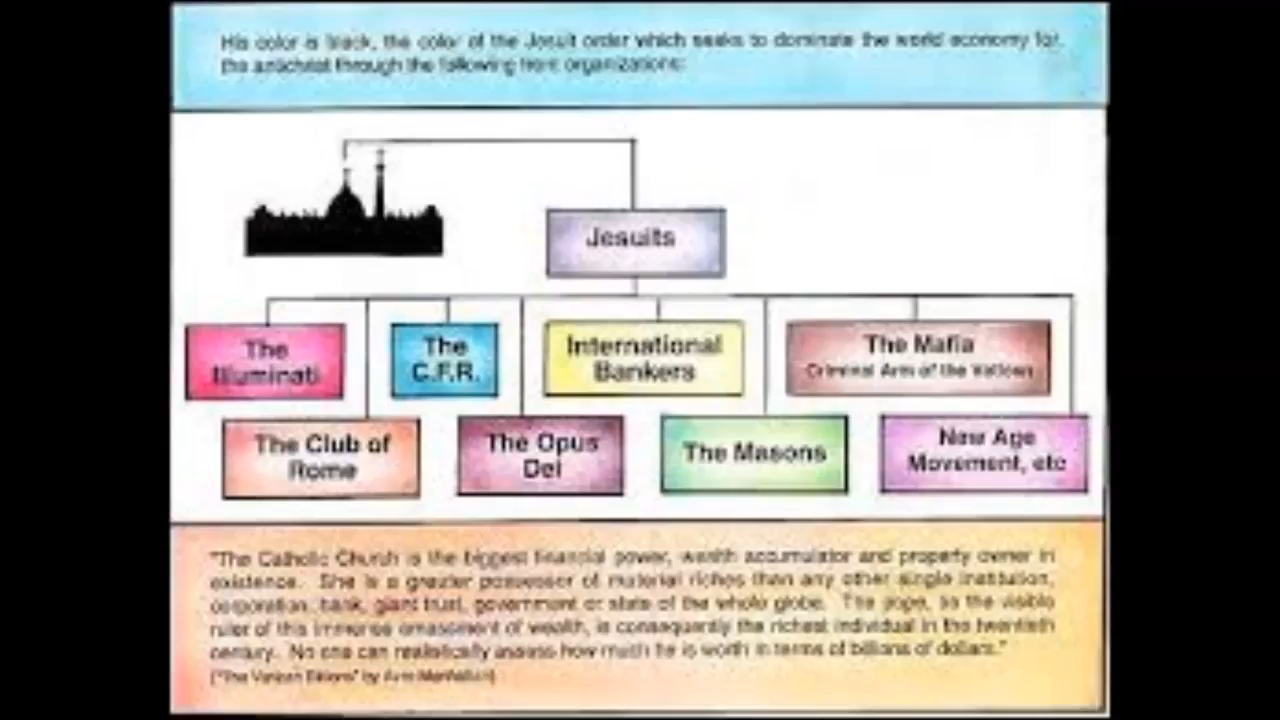 His color is black, the color of the Jesuit order which seeks to dominate the world economy for
the antichrist through the following front organizations:
Jesuits
The
Illuminati
The
C.F.R.
International
Bankers
The Mafia
Criminal Arm of the Vatican
The Club of
Rome
The Opus
Dei
The Masons
New Age
Movement, etc
"The Catholic Church is the biggest financial power, wealth accumulator and property owner in
existence. She is a greater possessor of material riches than any other single institution,
corporation, bank, giant trust, government or state of the whole globe. The pope, as the visible
ruler of this immense amassment of wealth, is consequently the richest individual in the twentieth
century. No one can realistically assess how much he is worth in terms of billions of dollars."
("The Vatican Billions" by Avro Manhattan)